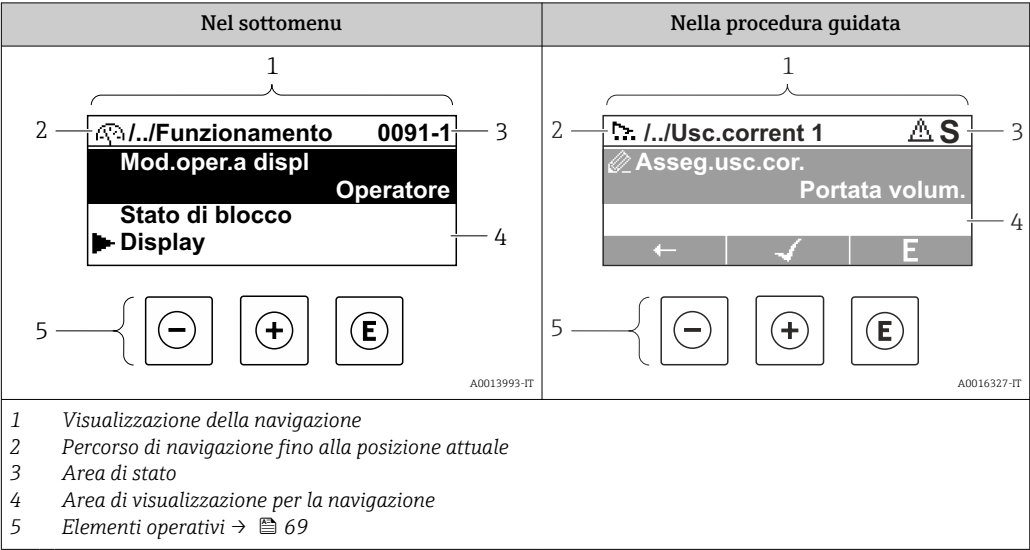 Nel sottomenu
Nella procedura guidata
1
2
/../Funzionamento 0091-1
3
Mod.oper.a displ
Operatore
Stato di blocco
Display
4
5
- + E
A0013993-IT
1
2
/../Usc.corrent 1 S
3
Asseg.usc.cor.
Portata volum.
4
← ✓ E
5
- + E
A0016327-IT
1 Visualizzazione della navigazione
2 Percorso di navigazione fino alla posizione attuale
3 Area di stato
4 Area di visualizzazione per la navigazione
5 Elementi operativi → 69